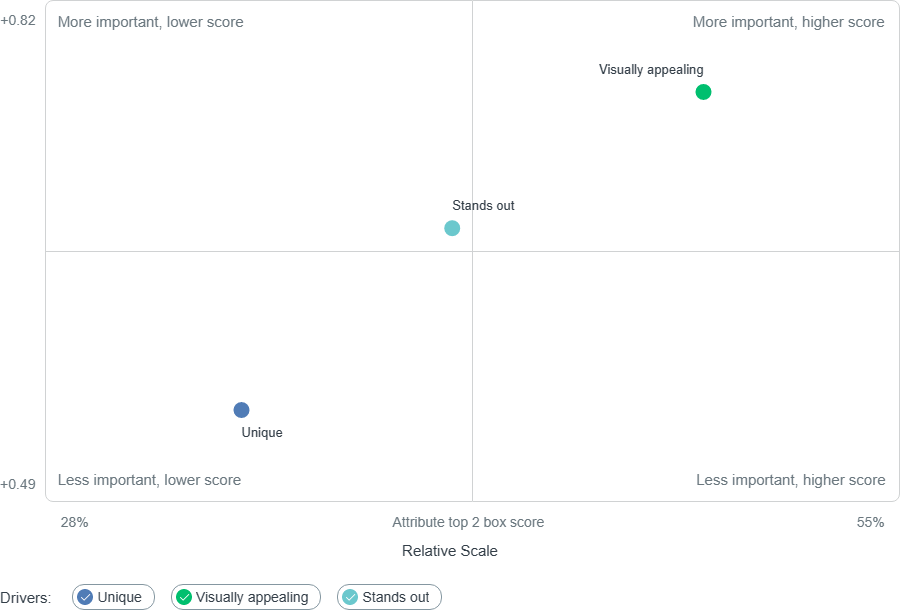 +0.82
More important, lower score
More important, higher score
Visually appealing
Stands out
Unique
+0.49
Less important, lower score
Less important, higher score
28%
Attribute top 2 box score
55%
Relative Scale
Drivers: Unique Visually appealing Stands out